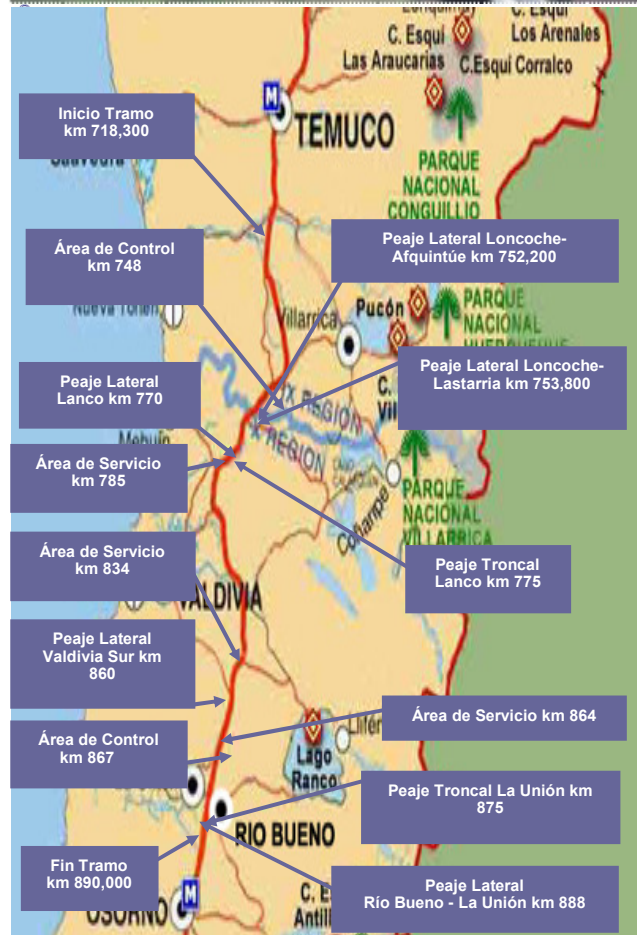 C. Esquí
Los Arenales
C. Esquí
Las Araucarias
C.Esqui Corralco
Inicio Tramo
km 718,300
TEMUCO
PARQUE
NACIONAL
CONGUILLIO
Área de Control
km 748
Peaje Lateral Loncoche-
Afquintúe km 752,200
Villarrica
Pucón
PARQUE
NACIONAL
Peaje Lateral
Lanco km 770
IX REGION
X REGION
Peaje Lateral Loncoche-
Lastarria km 753,800
C.
Mehuín
Área de Servicio
km 785
Coñaripe
PARQUE
NACIONAL
VILLARRICA
Área de Servicio
km 834
Peaje Troncal
Lanco km 775
VALDIVIA
Peaje Lateral
Valdivia Sur km
860
Área de Servicio km 864
Área de Control
km 867
Lago
Ranco
Peaje Troncal La Unión km
875
RIO BUENO
Fin Tramo
km 890,000
Peaje Lateral
Río Bueno - La Unión km 888
OSORNO
C. E
Antill